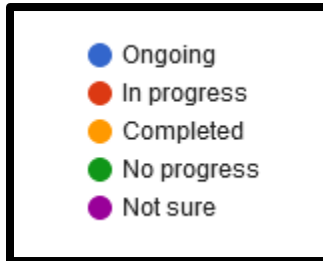 Ongoing
In progress
Completed
No progress
Not sure